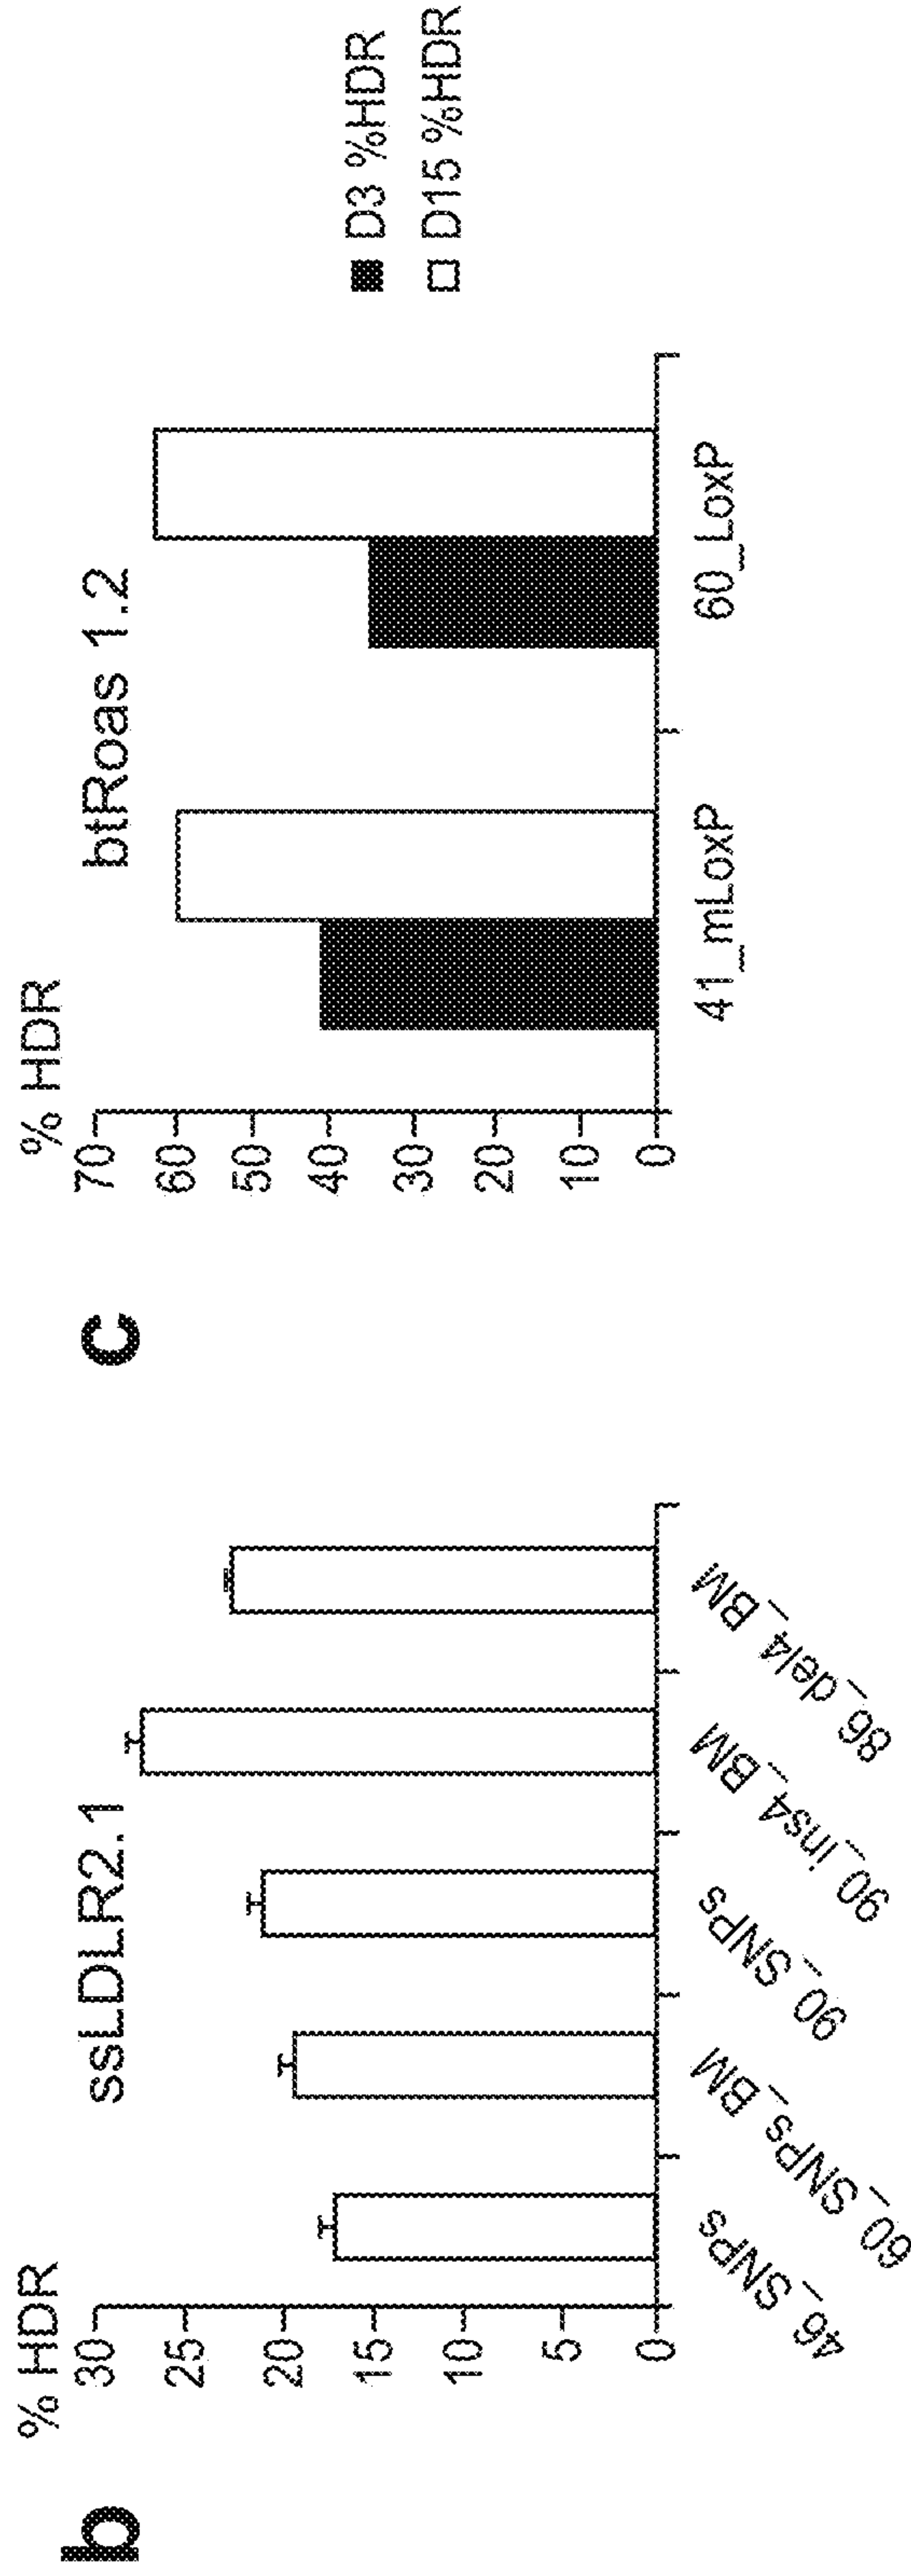 b
% HDR
ssLDLR2.1
30
25
20
15
10
5
0
46_SNPs
60_SNPs_BM
90_SNPs
90_ins4_BM
86_del4_BM
c
% HDR
btRoas 1.2
70
60
50
40
30
20
10
0
41_mLoxP
60_LoxP
D3 %HDR
D15 %HDR